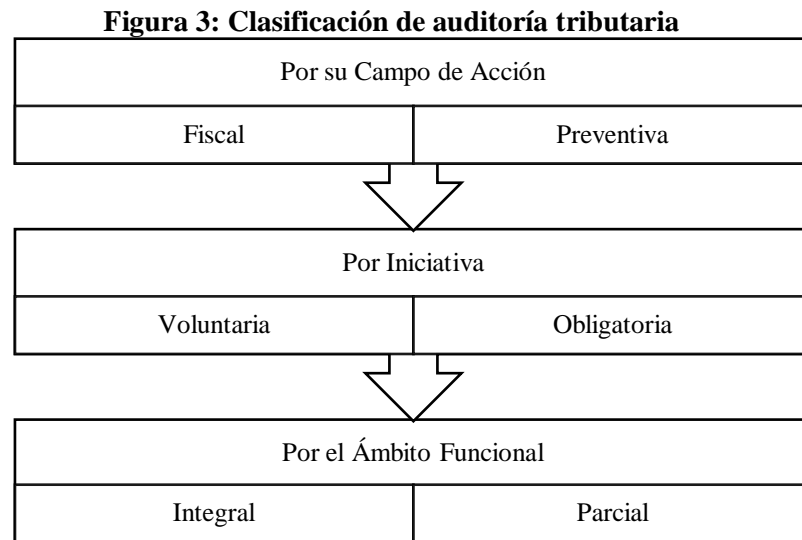 Figura 3: Clasificación de auditoría tributaria
Por su Campo de Acción
Fiscal
Preventiva
Por Iniciativa
Voluntaria
Obligatoria
Por el Ámbito Funcional
Integral
Parcial